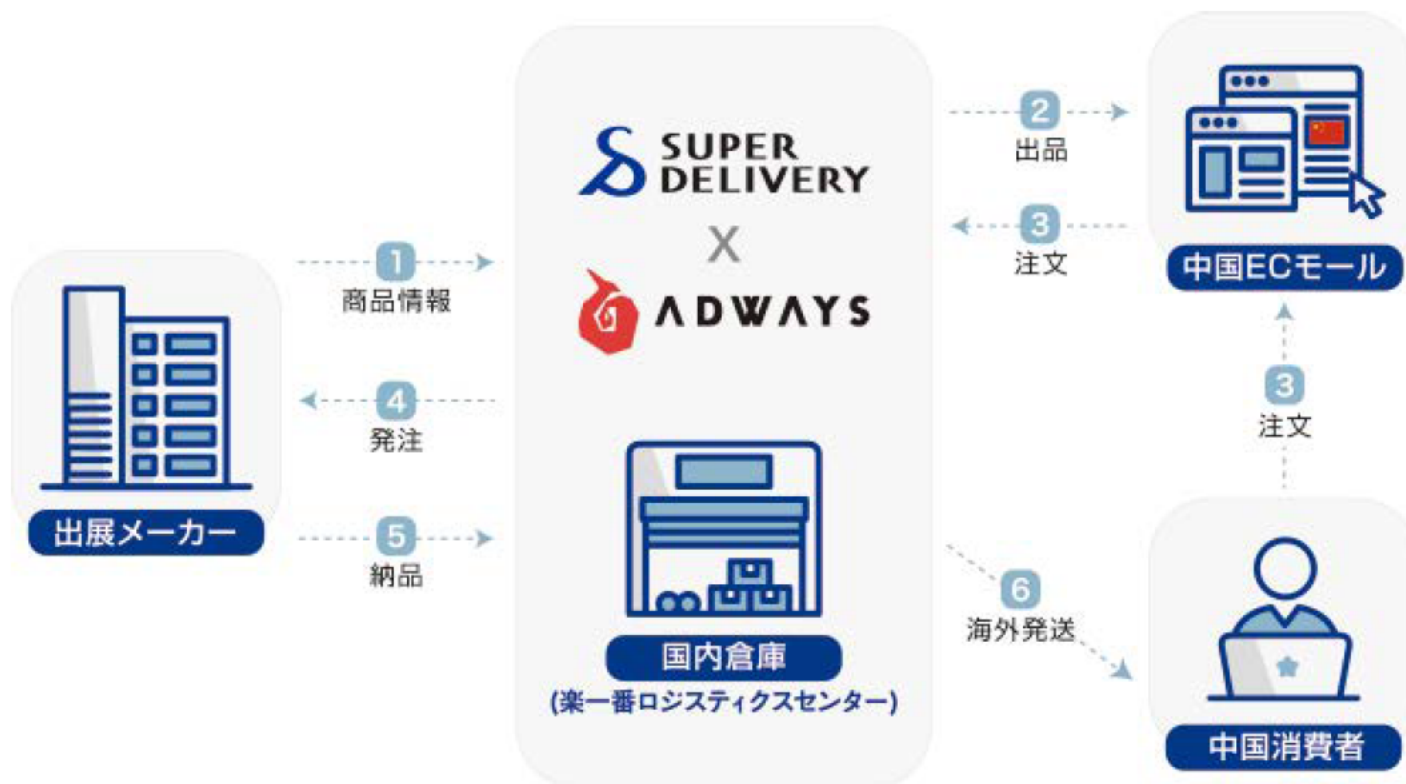 SUPER
DELIVERY
X
ADWAYS
1
商品情報
2
出品
3
注文
中国ECモール
3
注文
4
発注
出展メーカー
5
納品
国内倉庫
(楽一番ロジスティクスセンター)
6
海外発送
中国消費者